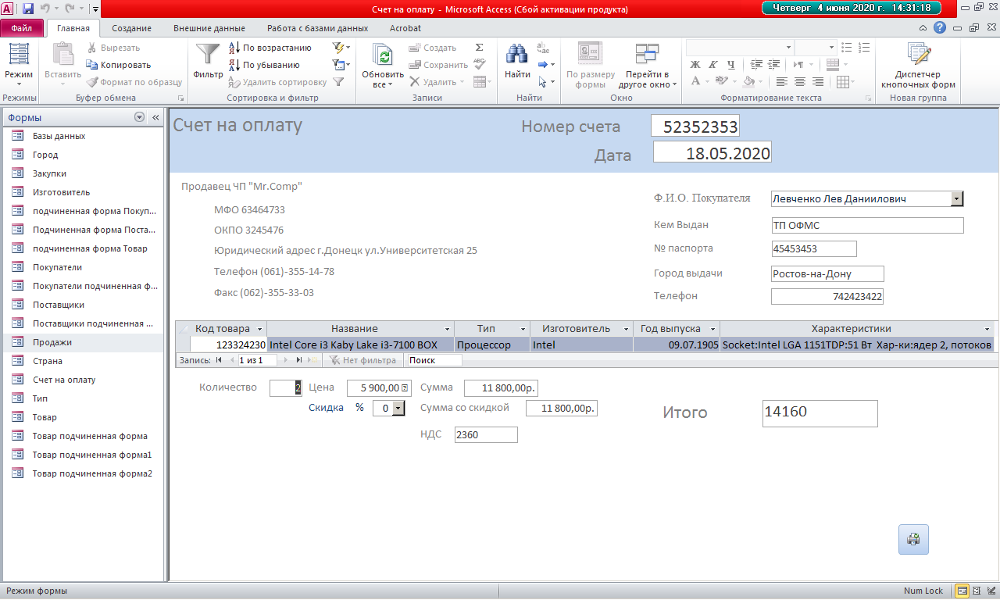 Счет на оплату - Microsoft Access (Сбой активации продукта)
Четверг 4 июня 2020 г. 14:31:18
Файл Главная Создание Внешние данные Работа с базами данных Acrobat
Режим
Режимы
Вставить
Вырезать
Копировать
Формат по образцу
Буфер обмена
Фильтр
По возрастанию
По убыванию
Удалить сортировку
Сортировка и фильтр
Обновить все
Создать
Сохранить
Удалить
Записи
Найти
Найти
По размеру формы
Перейти в другое окно
Окно
Ж К Ч
А
Форматирование текста
Диспетчер кнопочных форм
Новая группа
Формы
Базы данных
Город
Закупки
Изготовитель
подчиненная форма Покуп...
Подчиненная форма Поста...
подчиненная форма Товар
Покупатели
Покупатели подчиненная ф...
Поставщики
Поставщики подчиненная ...
Продажи
Страна
Счет на оплату
Тип
Товар
Товар подчиненная форма
Товар подчиненная форма1
Товар подчиненная форма2
Счет на оплату
Номер счета 52352353
Дата 18.05.2020
Продавец ЧП "Mr.Comp"
МФО 63464733
ОКПО 3245476
Юридический адрес г.Донецк ул.Университетская 25
Телефон (061)-355-14-78
Факс (062)-355-33-03
Ф.И.О. Покупателя Левченко Лев Даниилович
Кем Выдан ТП ОФМС
№ паспорта 45453453
Город выдачи Ростов-на-Дону
Телефон 742423422
Код товара Название Тип Изготовитель Год выпуска Характеристики
123324230 Intel Core i3 Kaby Lake i3-7100 BOX Процессор Intel 09.07.1905 Socket:Intel LGA 1151TDP:51 Вт Хар-ки:ядер 2, потоков
Запись: 1 из 1 Нет фильтра Поиск
Количество 2 Цена 5 900,00 Сумма 11 800,00р.
Скидка % 0 Сумма со скидкой 11 800,00р.
НДС 2360
Итого 14160
Режим формы
Num Lock